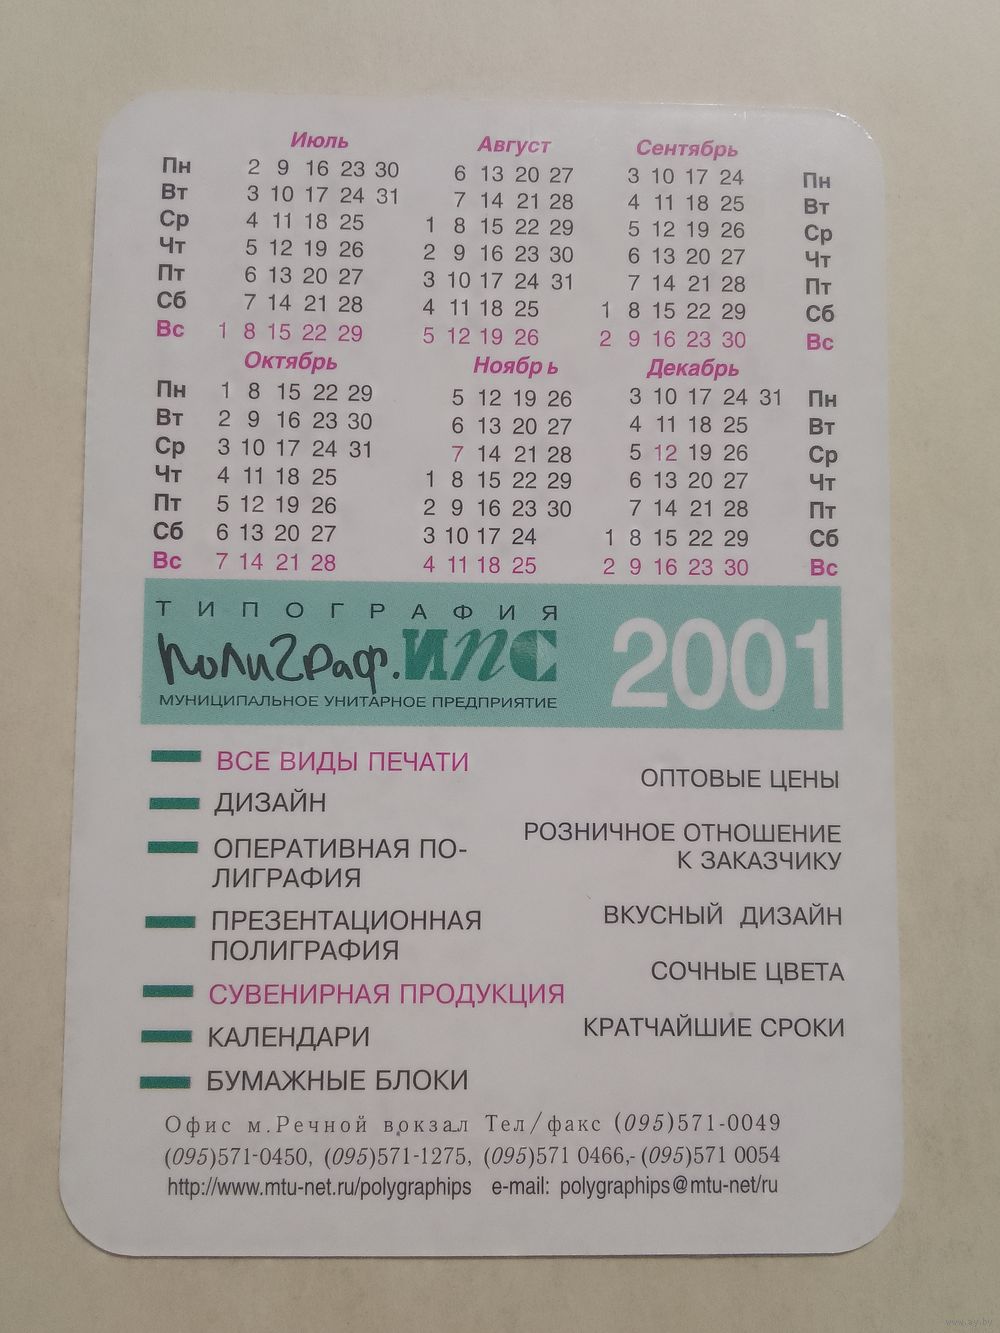 Июль Август Сентябрь
Пн 2 9 16 23 30 6 13 20 27 3 10 17 24 Пн
Вт 3 10 17 24 31 7 14 21 28 4 11 18 25 Вт
Ср 4 11 18 25 1 8 15 22 29 5 12 19 26 Ср
Чт 5 12 19 26 2 9 16 23 30 6 13 20 27 Чт
Пт 6 13 20 27 3 10 17 24 31 7 14 21 28 Пт
Сб 7 14 21 28 4 11 18 25 1 8 15 22 29 Сб
Вс 1 8 15 22 29 5 12 19 26 2 9 16 23 30 Вс
Октябрь Ноябрь Декабрь
Пн 1 8 15 22 29 5 12 19 26 3 10 17 24 31 Пн
Вт 2 9 16 23 30 6 13 20 27 4 11 18 25 Вт
Ср 3 10 17 24 31 7 14 21 28 5 12 19 26 Ср
Чт 4 11 18 25 1 8 15 22 29 6 13 20 27 Чт
Пт 5 12 19 26 2 9 16 23 30 7 14 21 28 Пт
Сб 6 13 20 27 3 10 17 24 1 8 15 22 29 Сб
Вс 7 14 21 28 4 11 18 25 2 9 16 23 30 Вс
ТИПОГРАФИЯ
полиграф.ИПС
МУНИЦИПАЛЬНОЕ УНИТАРНОЕ ПРЕДПРИЯТИЕ
2001
ВСЕ ВИДЫ ПЕЧАТИ
ДИЗАЙН
ОПЕРАТИВНАЯ ПО-
ЛИГРАФИЯ
ПРЕЗЕНТАЦИОННАЯ
ПОЛИГРАФИЯ
СУВЕНИРНАЯ ПРОДУКЦИЯ
КАЛЕНДАРИ
БУМАЖНЫЕ БЛОКИ
ОПТОВЫЕ ЦЕНЫ
РОЗНИЧНОЕ ОТНОШЕНИЕ
К ЗАКАЗЧИКУ
ВКУСНЫЙ ДИЗАЙН
СОЧНЫЕ ЦВЕТА
КРАТЧАЙШИЕ СРОКИ
Офис м.Речной вокзал Тел/факс (095)571-0049
(095)571-0450, (095)571-1275, (095)571 0466,- (095)571 0054
http://www.mtu-net.ru/polygraphips e-mail: polygraphips@mtu-net/ru
www.ay.by